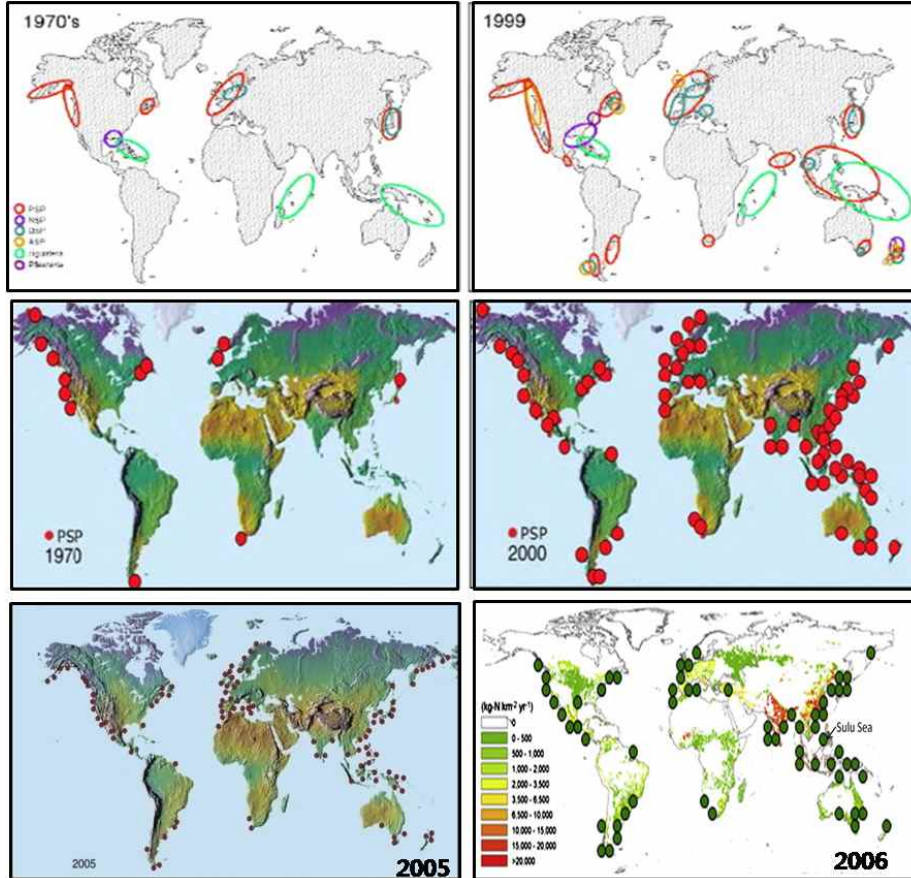 1970's
PSP
NSP
DSP
ASP
1999
PSP
1970
PSP
2000
2005
2005
(kg-N km⁻² yr⁻¹)
0
0 - 500
500 - 1,000
1,000 - 2.000
2,000 - 3.500
3,500 - 6.500
6.500 - 10.000
10.000 - 15.000
15.000 - 20.000
>20.000
Sulu Sea
2006